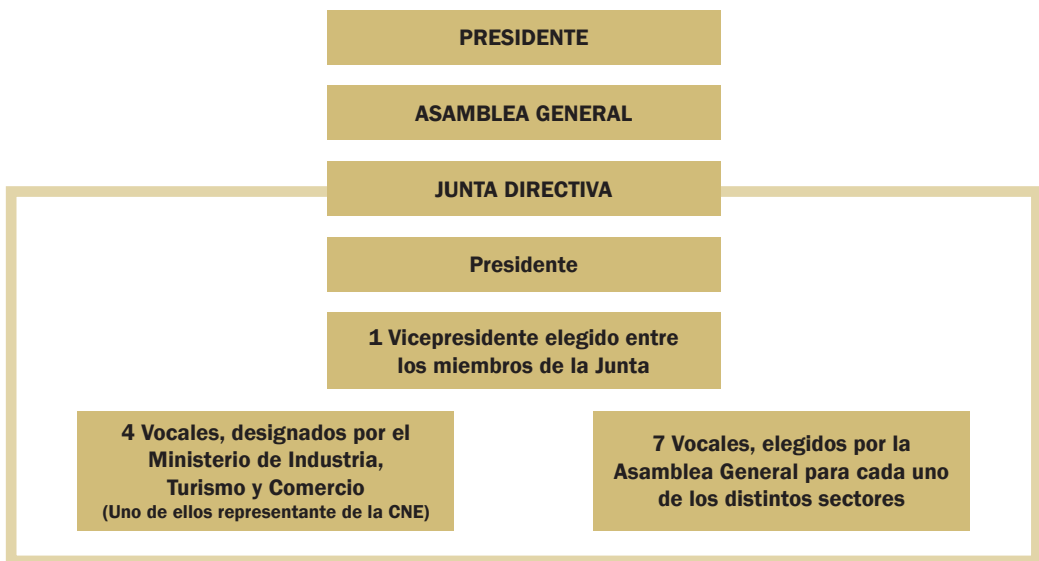 PRESIDENTE
ASAMBLEA GENERAL
JUNTA DIRECTIVA
Presidente
1 Vicepresidente elegido entre
los miembros de la Junta
4 Vocales, designados por el
Ministerio de Industria,
Turismo y Comercio
(Uno de ellos representante de la CNE)
7 Vocales, elegidos por la
Asamblea General para cada uno
de los distintos sectores